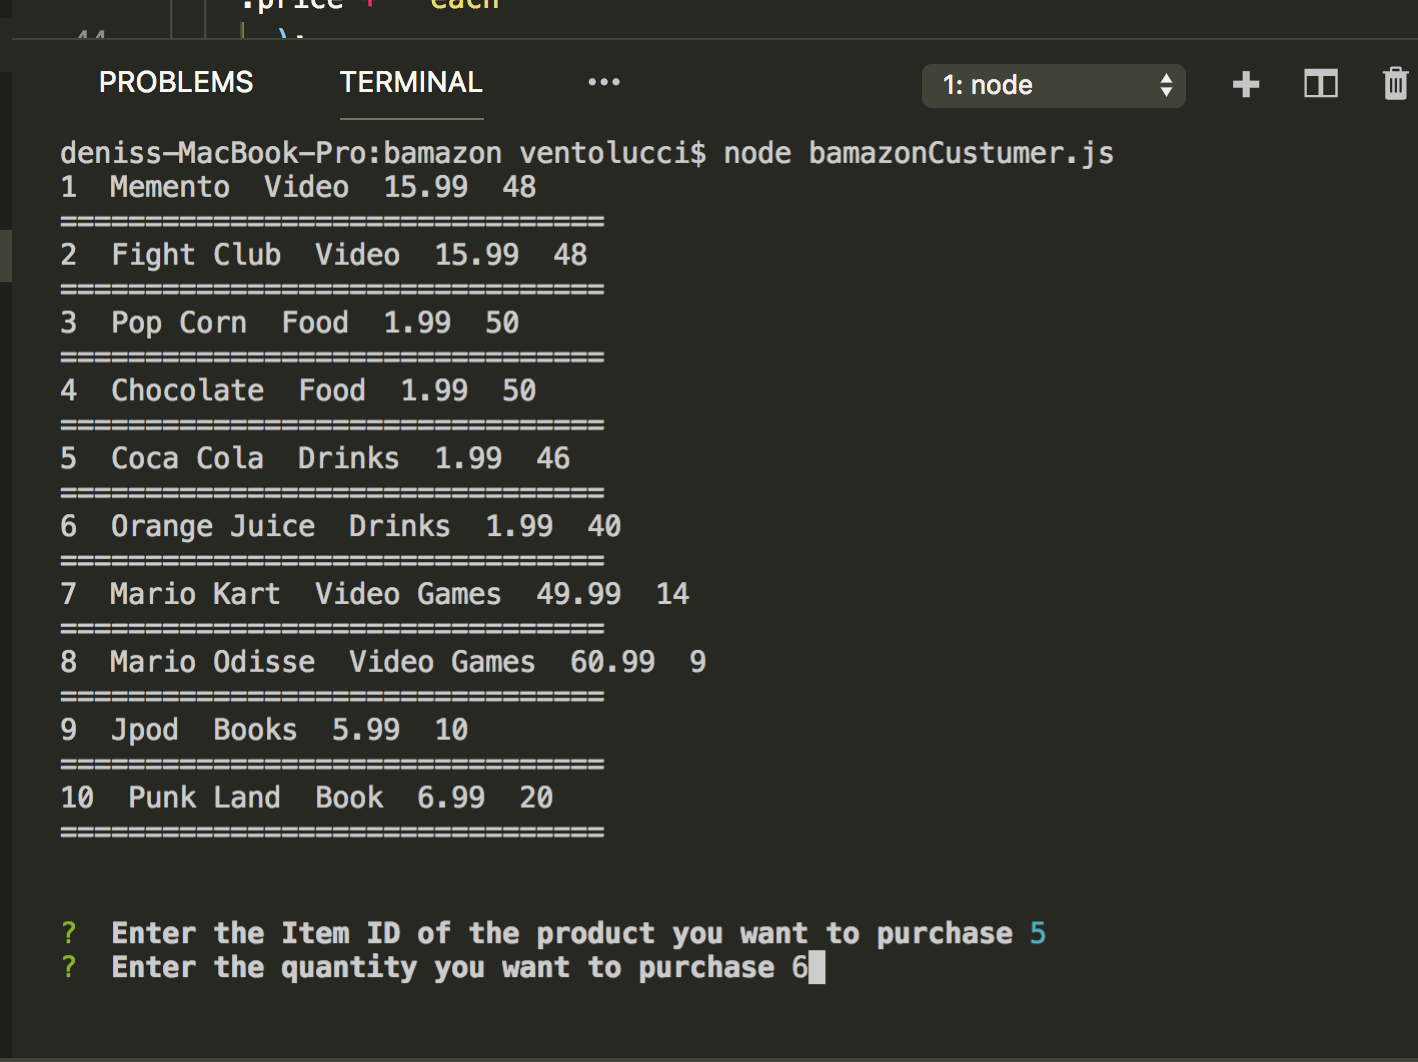 .price + " each
44 );
PROBLEMS TERMINAL ••• 1: node
deniss-MacBook-Pro:bamazon ventolucci$ node bamazonCustumer.js
1  Memento  Video  15.99  48
================================
2  Fight Club  Video  15.99  48
================================
3  Pop Corn  Food  1.99  50
================================
4  Chocolate  Food  1.99  50
================================
5  Coca Cola  Drinks  1.99  46
================================
6  Orange Juice  Drinks  1.99  40
================================
7  Mario Kart  Video Games  49.99  14
================================
8  Mario Odisse  Video Games  60.99  9
================================
9  Jpod  Books  5.99  10
================================
10  Punk Land  Book  6.99  20
================================
?  Enter the Item ID of the product you want to purchase 5
?  Enter the quantity you want to purchase 6